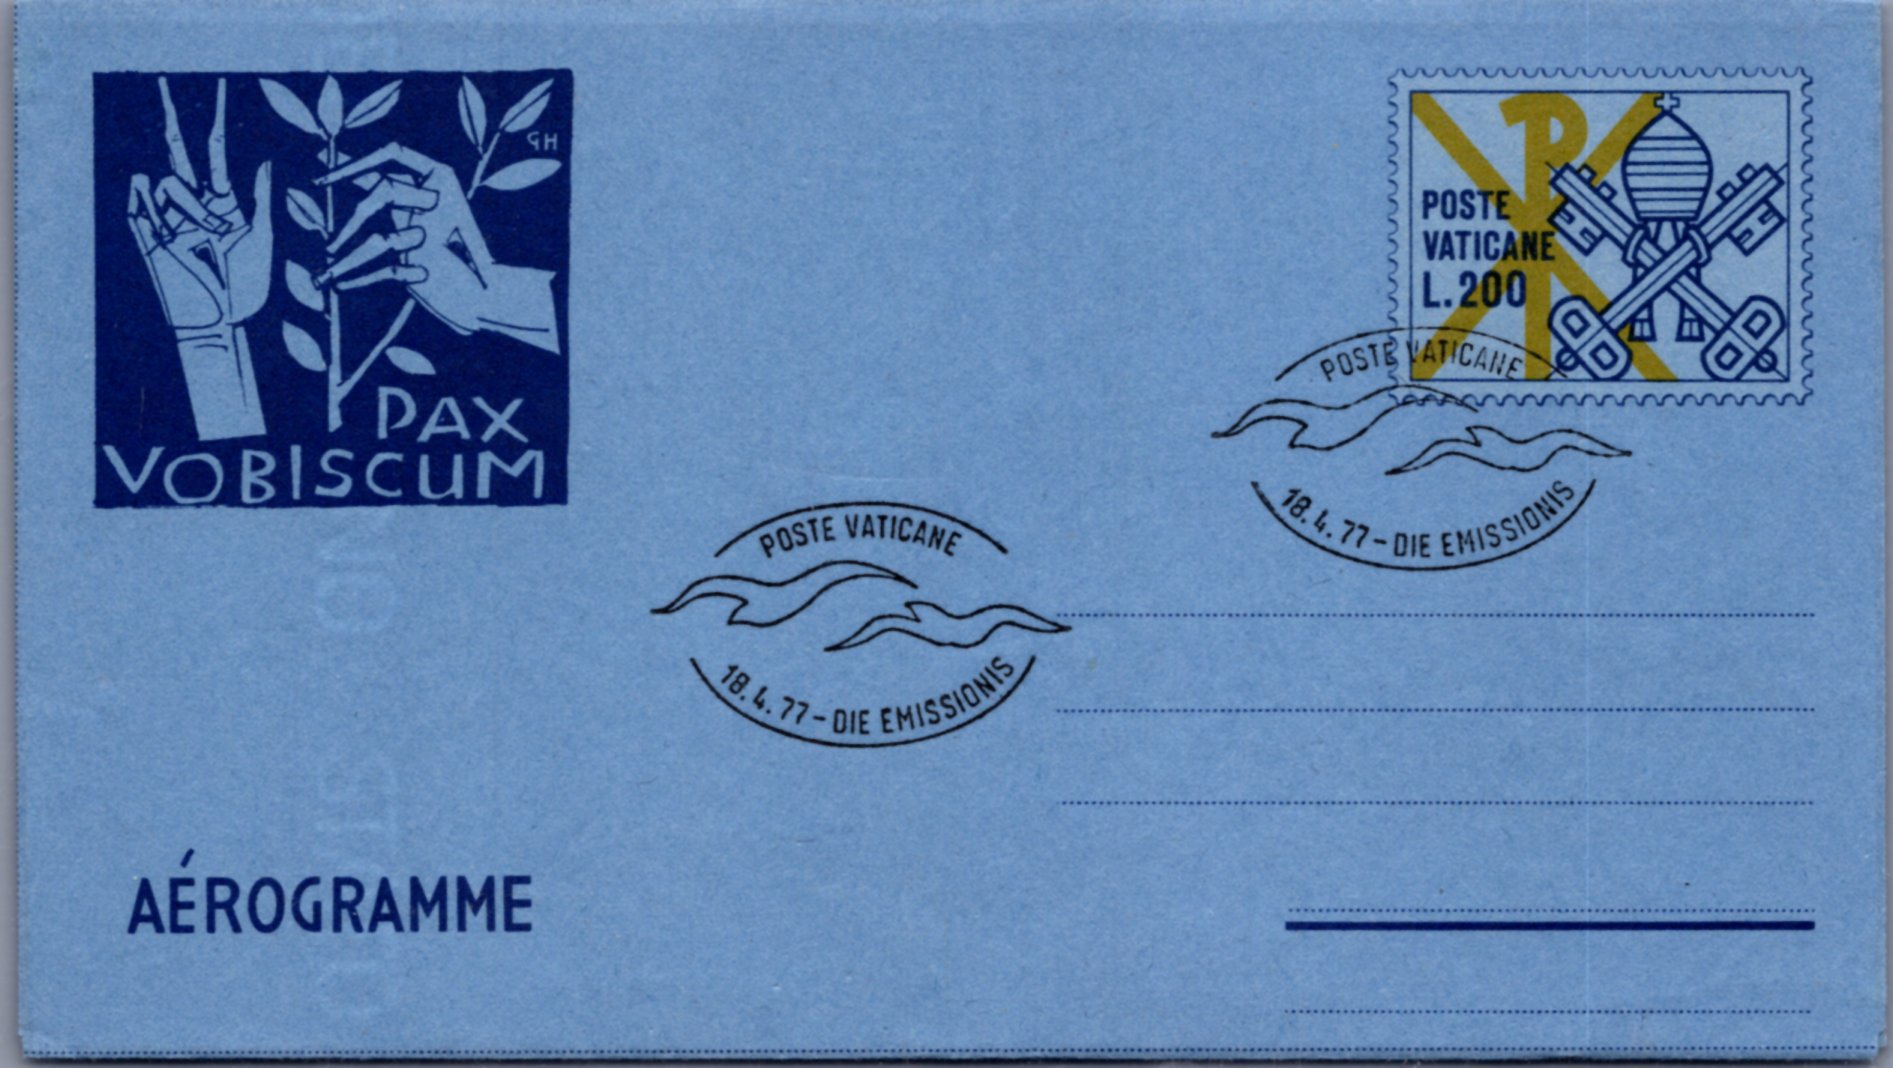 GH
PAX
VOBISCUM
POSTE
VATICANE
L.200
POSTE VATICANE
18.4.77-DIE EMISSIONIS
POSTE VATICANE
18.4.77-DIE EMISSIONIS
AÉROGRAMME